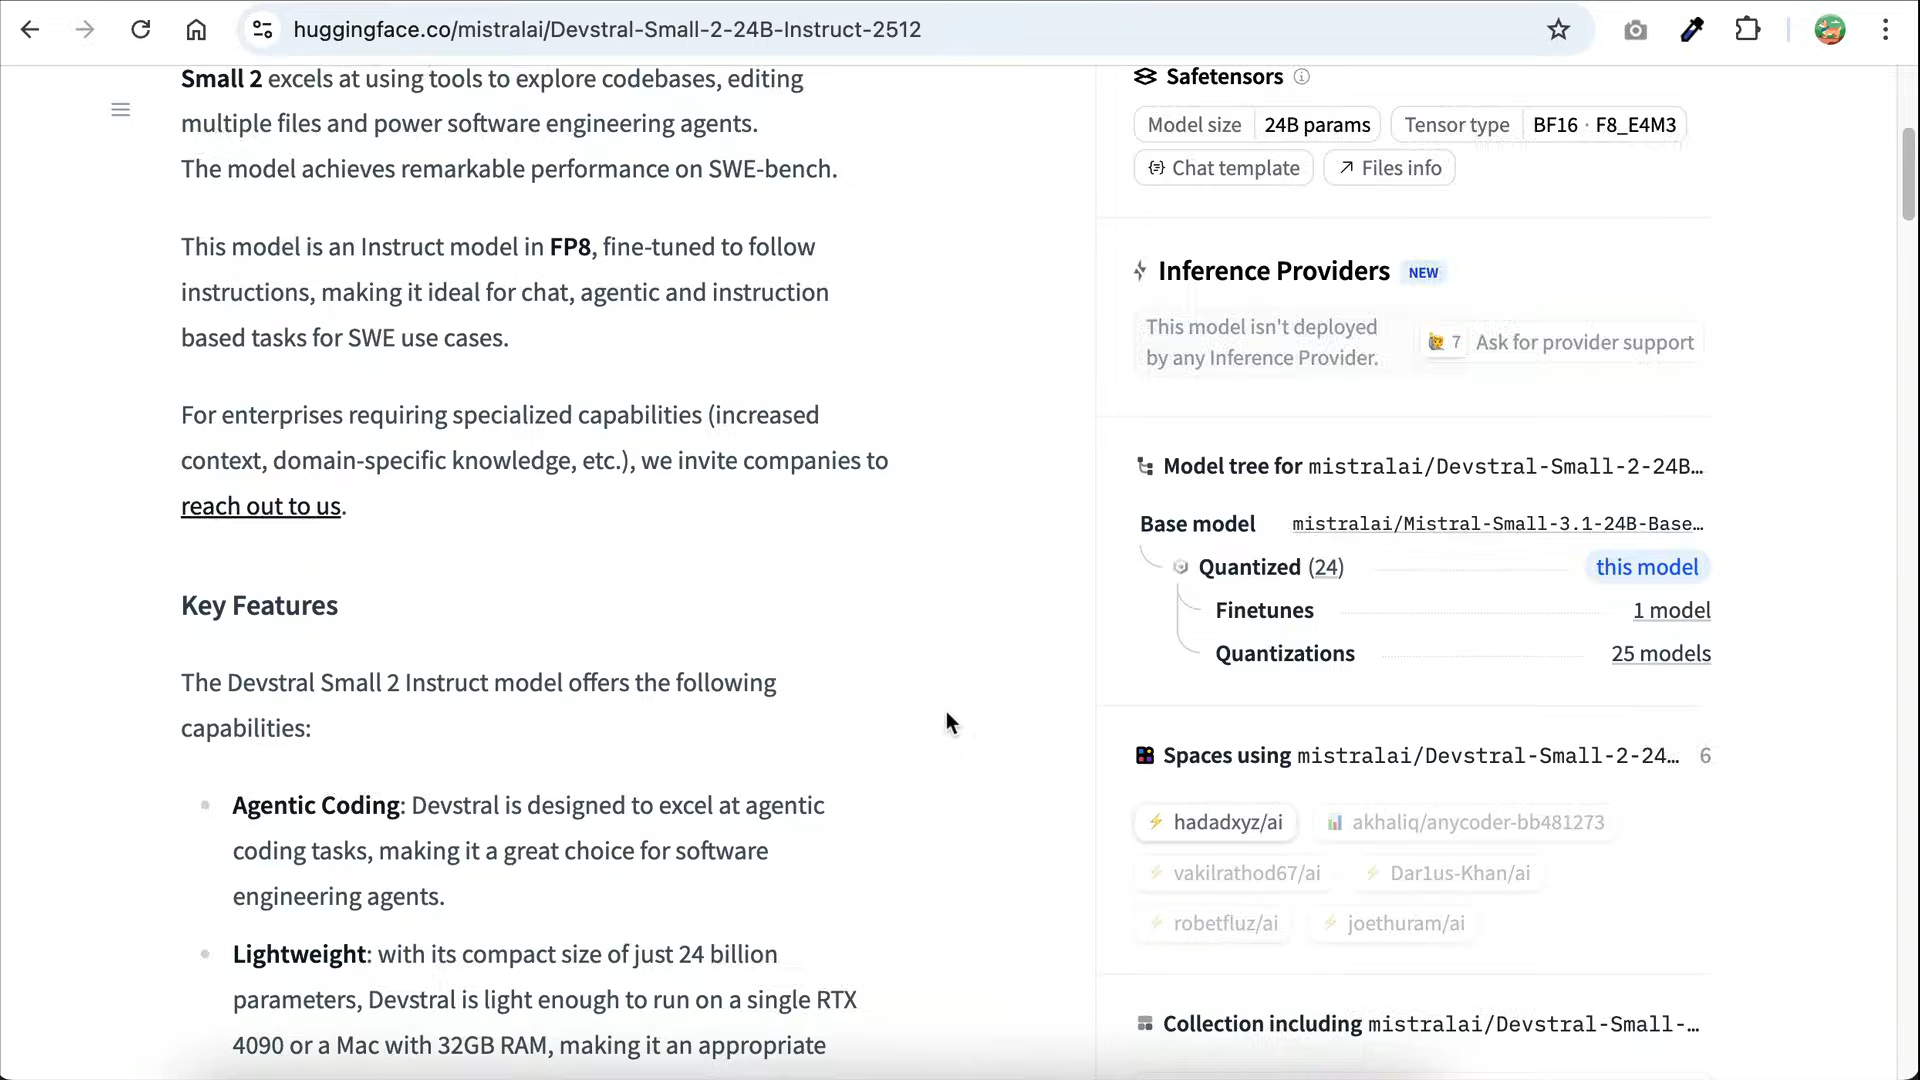 huggingface.co/mistralai/Devstral-Small-2-24B-Instruct-2512
Small 2 excels at using tools to explore codebases, editing
multiple files and power software engineering agents.
The model achieves remarkable performance on SWE-bench.
This model is an Instruct model in FP8, fine-tuned to follow
instructions, making it ideal for chat, agentic and instruction
based tasks for SWE use cases.
For enterprises requiring specialized capabilities (increased
context, domain-specific knowledge, etc.), we invite companies to
reach out to us.
Key Features
The Devstral Small 2 Instruct model offers the following
capabilities:
Agentic Coding: Devstral is designed to excel at agentic
coding tasks, making it a great choice for software
engineering agents.
Lightweight: with its compact size of just 24 billion
parameters, Devstral is light enough to run on a single RTX
4090 or a Mac with 32GB RAM, making it an appropriate
Safetensors
Model size 24B params Tensor type BF16 · F8_E4M3
Chat template Files info
Inference Providers NEW
This model isn't deployed
by any Inference Provider.
7 Ask for provider support
Model tree for mistralai/Devstral-Small-2-24B…
Base model mistralai/Mistral-Small-3.1-24B-Base…
Quantized (24) this model
Finetunes 1 model
Quantizations 25 models
Spaces using mistralai/Devstral-Small-2-24… 6
hadadxyz/ai akhaliq/anycoder-bb481273
vakilrathod67/ai Dar1us-Khan/ai
robetfluz/ai joethuram/ai
Collection including mistralai/Devstral-Small-…